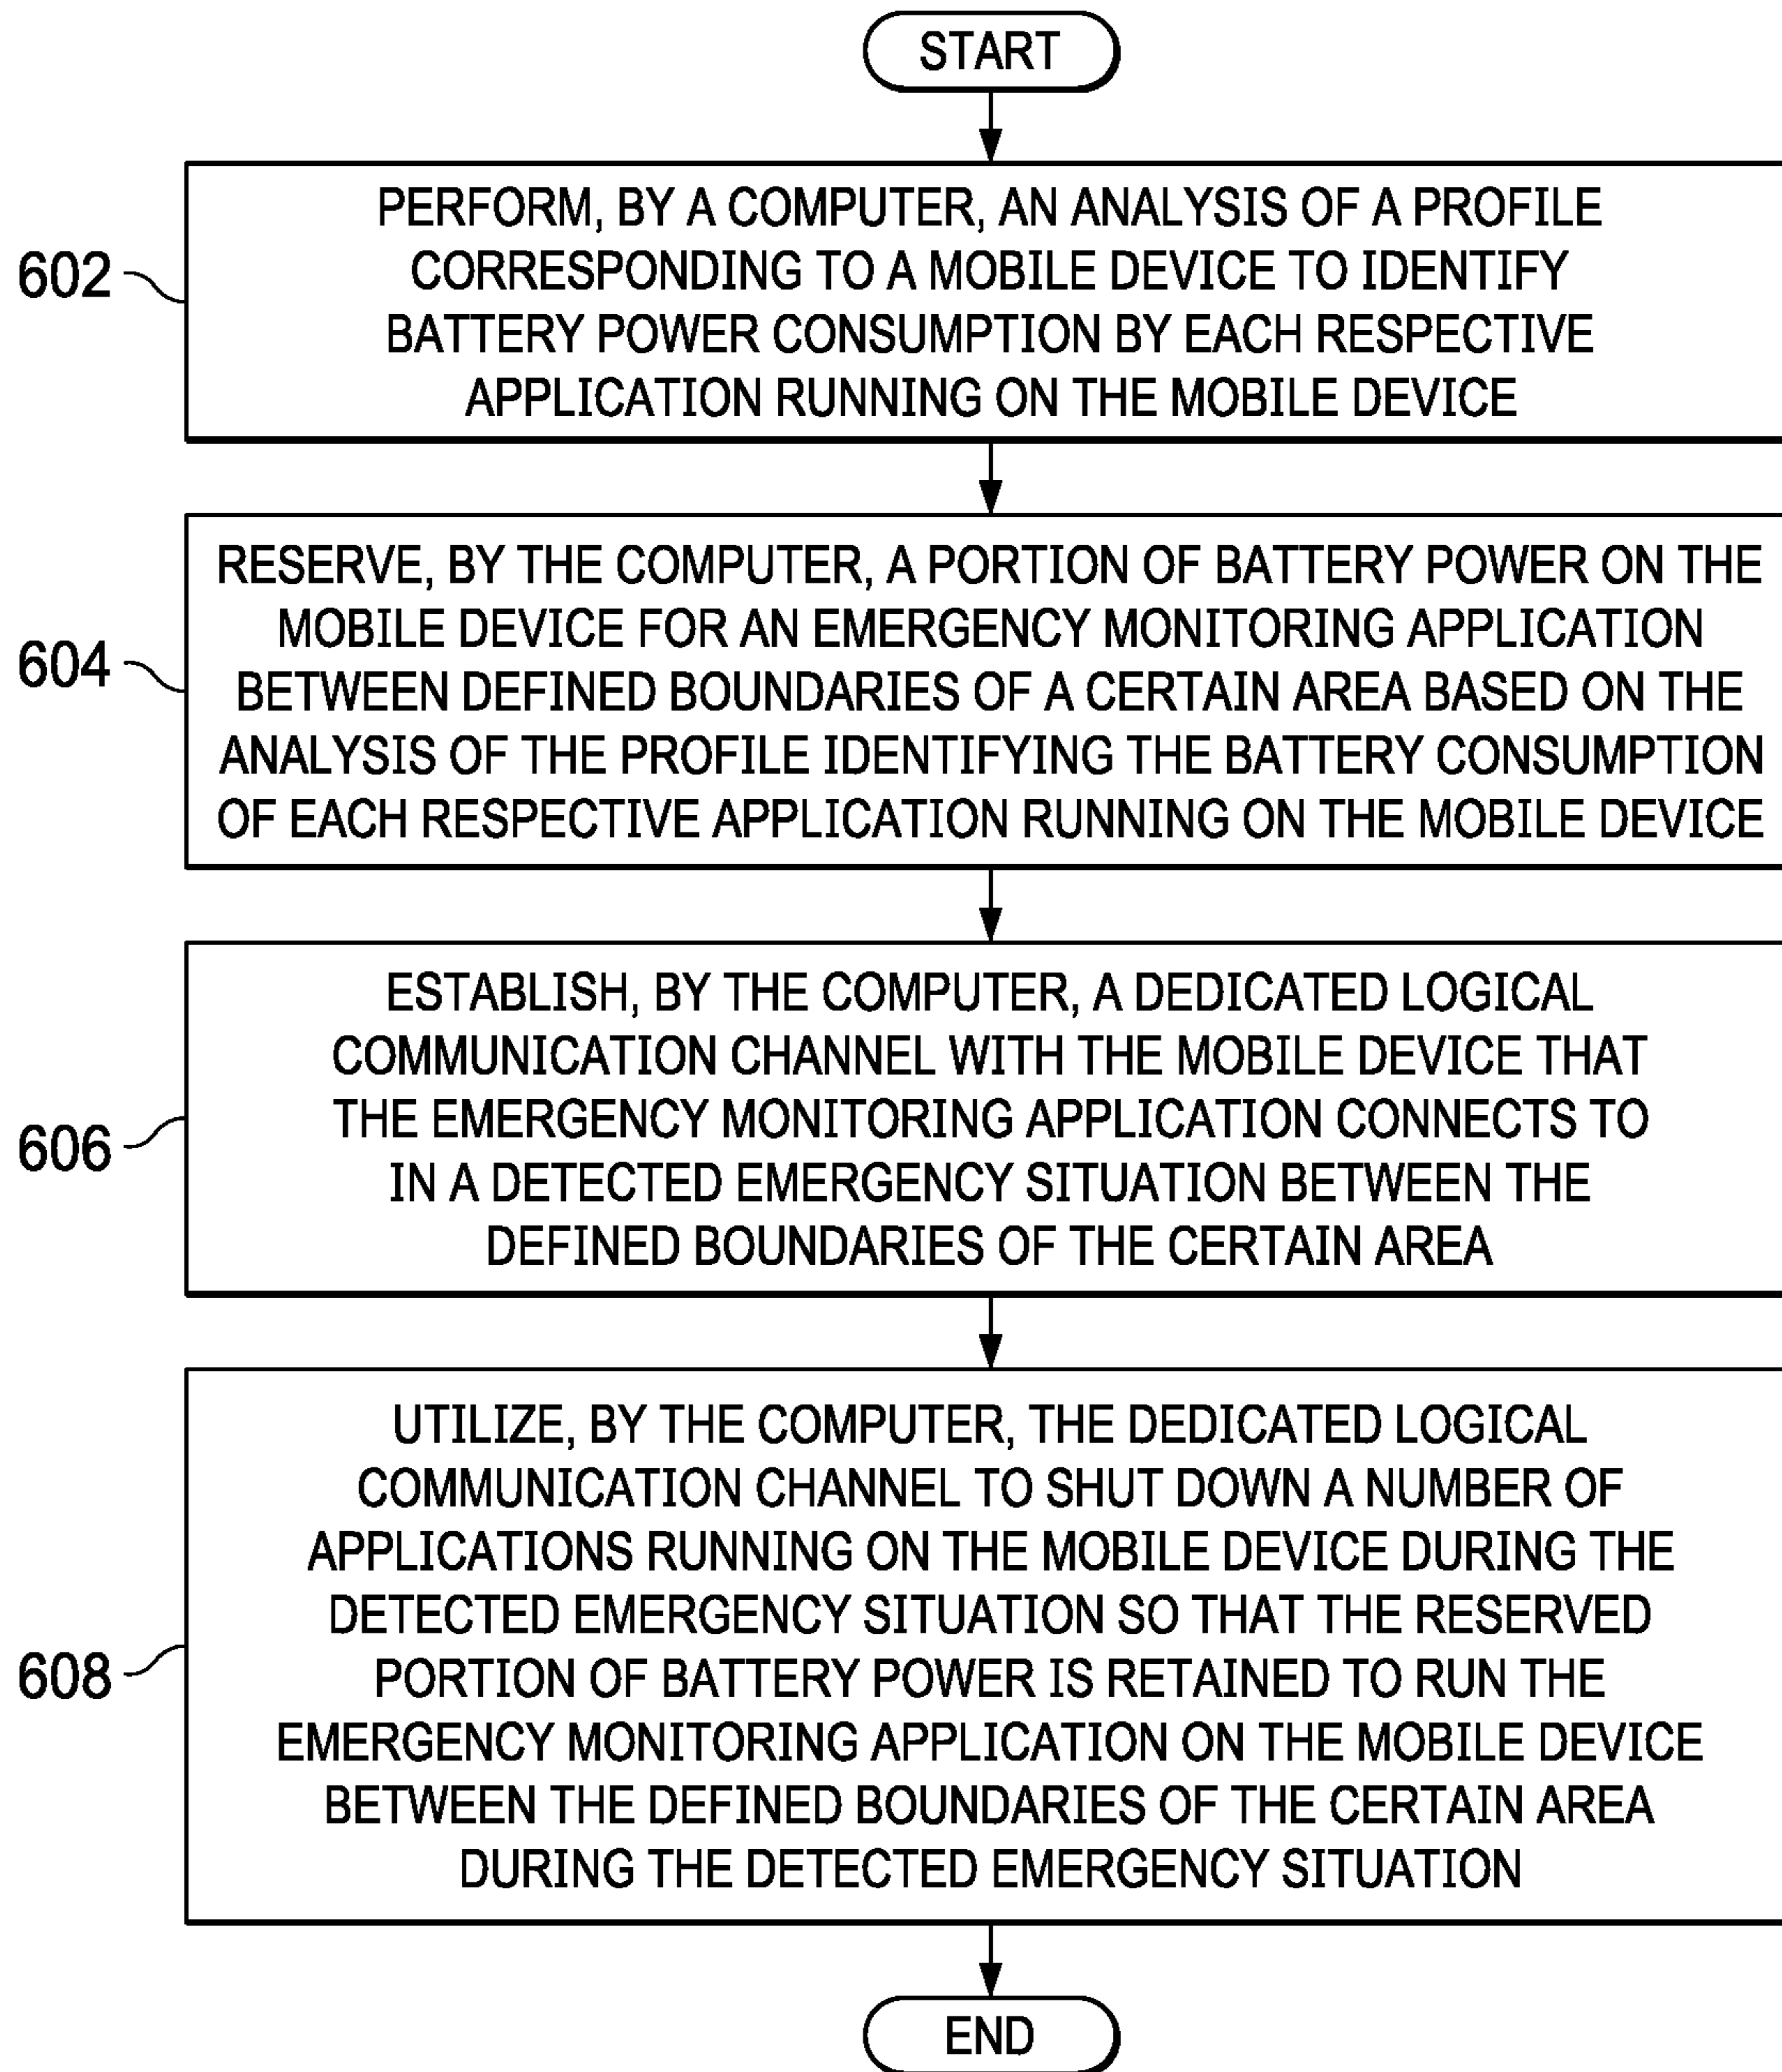 START
602
PERFORM, BY A COMPUTER, AN ANALYSIS OF A PROFILE
CORRESPONDING TO A MOBILE DEVICE TO IDENTIFY
BATTERY POWER CONSUMPTION BY EACH RESPECTIVE
APPLICATION RUNNING ON THE MOBILE DEVICE
604
RESERVE, BY THE COMPUTER, A PORTION OF BATTERY POWER ON THE
MOBILE DEVICE FOR AN EMERGENCY MONITORING APPLICATION
BETWEEN DEFINED BOUNDARIES OF A CERTAIN AREA BASED ON THE
ANALYSIS OF THE PROFILE IDENTIFYING THE BATTERY CONSUMPTION
OF EACH RESPECTIVE APPLICATION RUNNING ON THE MOBILE DEVICE
606
ESTABLISH, BY THE COMPUTER, A DEDICATED LOGICAL
COMMUNICATION CHANNEL WITH THE MOBILE DEVICE THAT
THE EMERGENCY MONITORING APPLICATION CONNECTS TO
IN A DETECTED EMERGENCY SITUATION BETWEEN THE
DEFINED BOUNDARIES OF THE CERTAIN AREA
608
UTILIZE, BY THE COMPUTER, THE DEDICATED LOGICAL
COMMUNICATION CHANNEL TO SHUT DOWN A NUMBER OF
APPLICATIONS RUNNING ON THE MOBILE DEVICE DURING THE
DETECTED EMERGENCY SITUATION SO THAT THE RESERVED
PORTION OF BATTERY POWER IS RETAINED TO RUN THE
EMERGENCY MONITORING APPLICATION ON THE MOBILE DEVICE
BETWEEN THE DEFINED BOUNDARIES OF THE CERTAIN AREA
DURING THE DETECTED EMERGENCY SITUATION
END